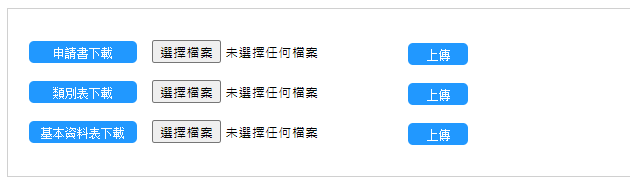 申請書下載 選擇檔案 未選擇任何檔案 上傳
類別表下載 選擇檔案 未選擇任何檔案 上傳
基本資料表下載 選擇檔案 未選擇任何檔案 上傳